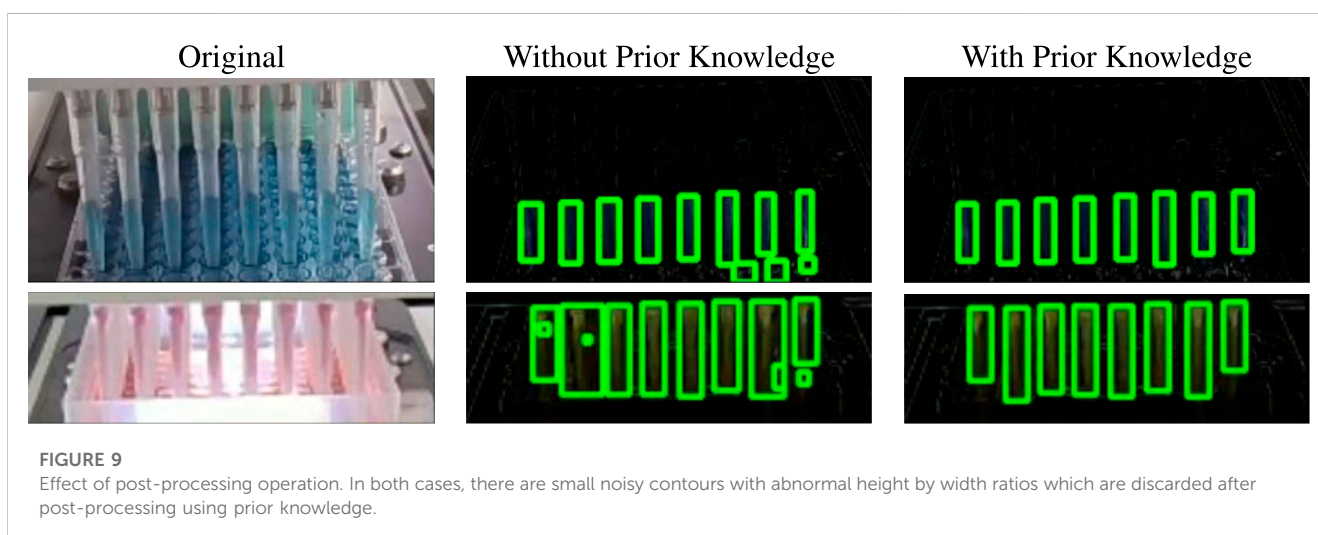 Original
Without Prior Knowledge
With Prior Knowledge
FIGURE 9
Effect of post-processing operation. In both cases, there are small noisy contours with abnormal height by width ratios which are discarded after
post-processing using prior knowledge.